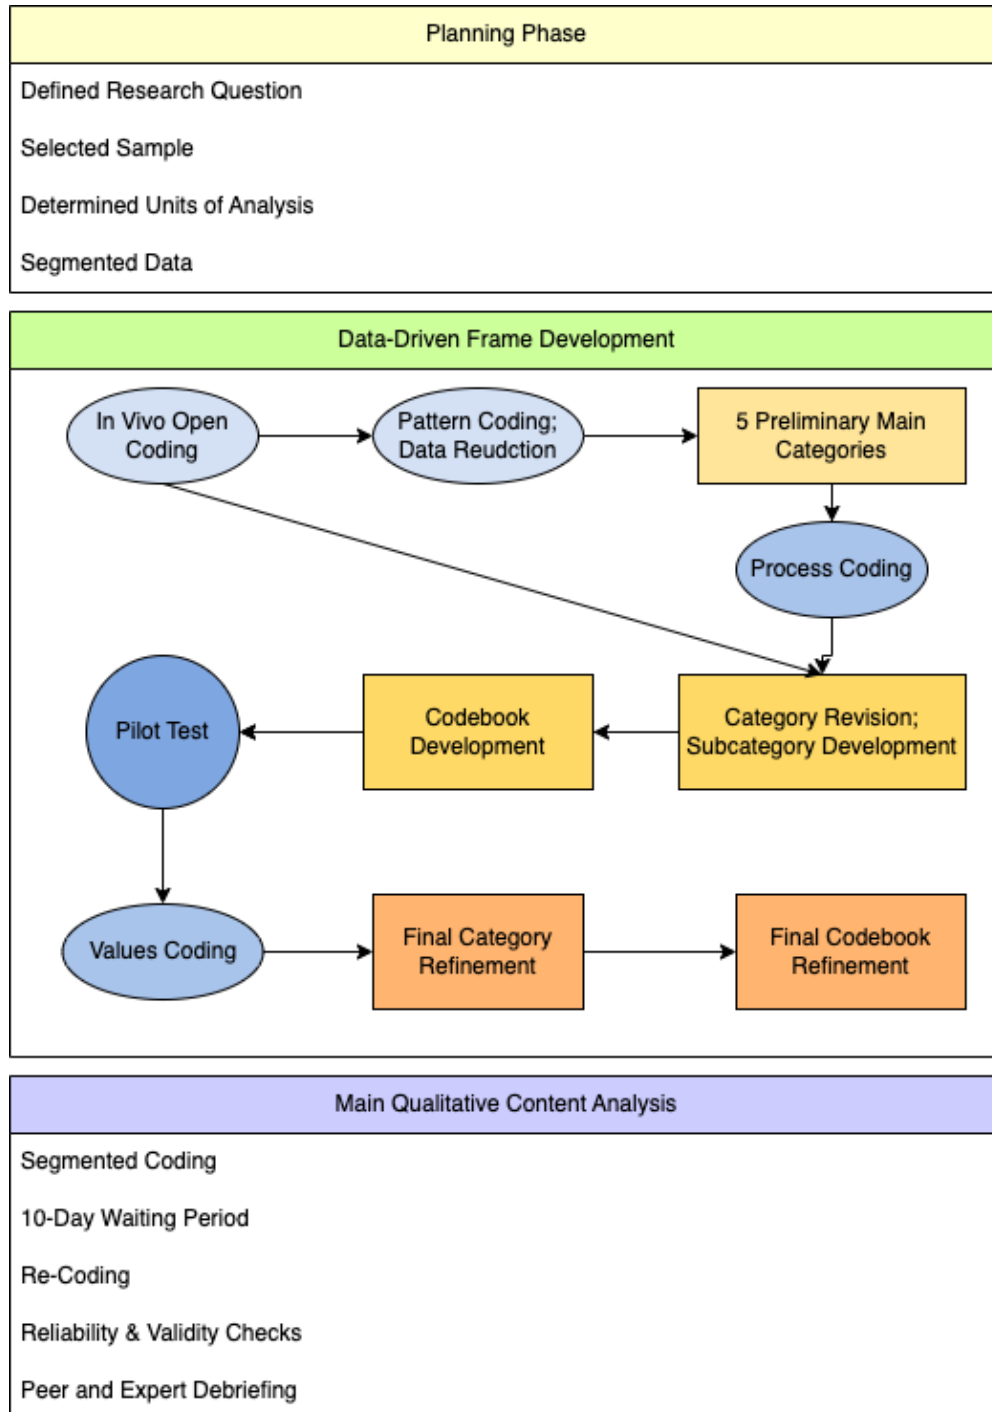 Planning Phase
Defined Research Question
Selected Sample
Determined Units of Analysis
Segmented Data
Data-Driven Frame Development
In Vivo Open
Coding
Pattern Coding;
Data Reudction
5 Preliminary Main
Categories
Process Coding
Pilot Test
Codebook
Development
Category Revision;
Subcategory Development
Values Coding
Final Category
Refinement
Final Codebook
Refinement
Main Qualitative Content Analysis
Segmented Coding
10-Day Waiting Period
Re-Coding
Reliability & Validity Checks
Peer and Expert Debriefing